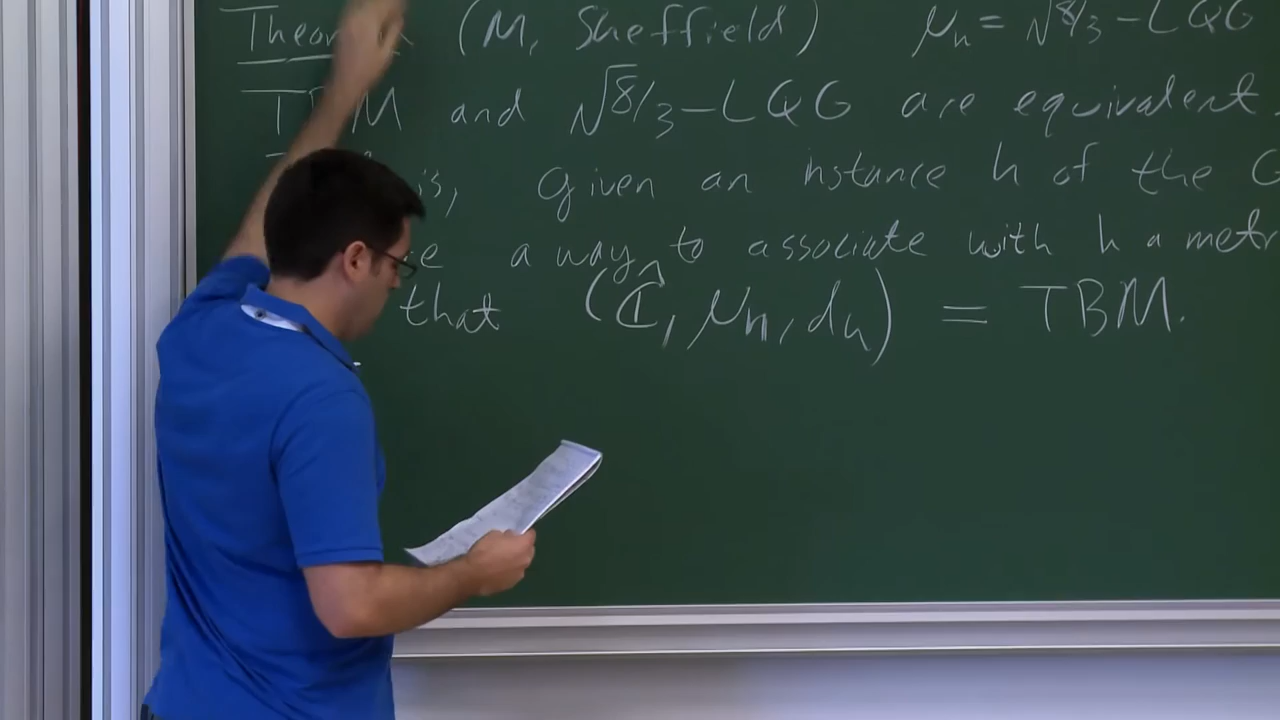 (M, Sheffield) μ_h = √8/3 - LQG
and √8/3 - LQG are equivalent.
is, given an instance h of the G
a way to associate with h a metr
that (Ĉ, μ_h, d_h) = TBM.